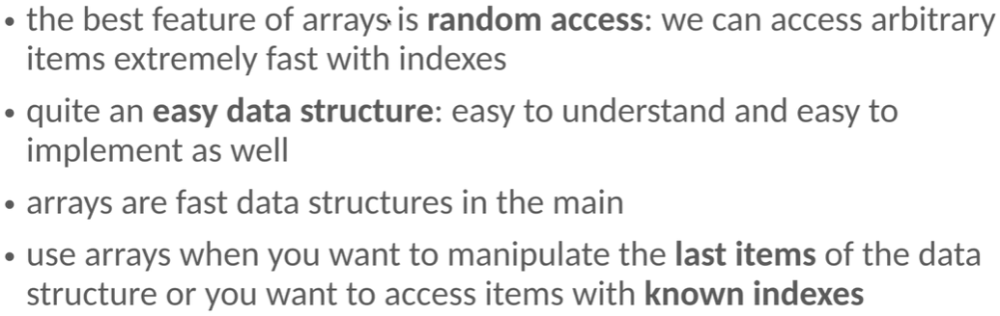 • the best feature of arrays is random access: we can access arbitrary
items extremely fast with indexes
• quite an easy data structure: easy to understand and easy to
implement as well
• arrays are fast data structures in the main
• use arrays when you want to manipulate the last items of the data
structure or you want to access items with known indexes